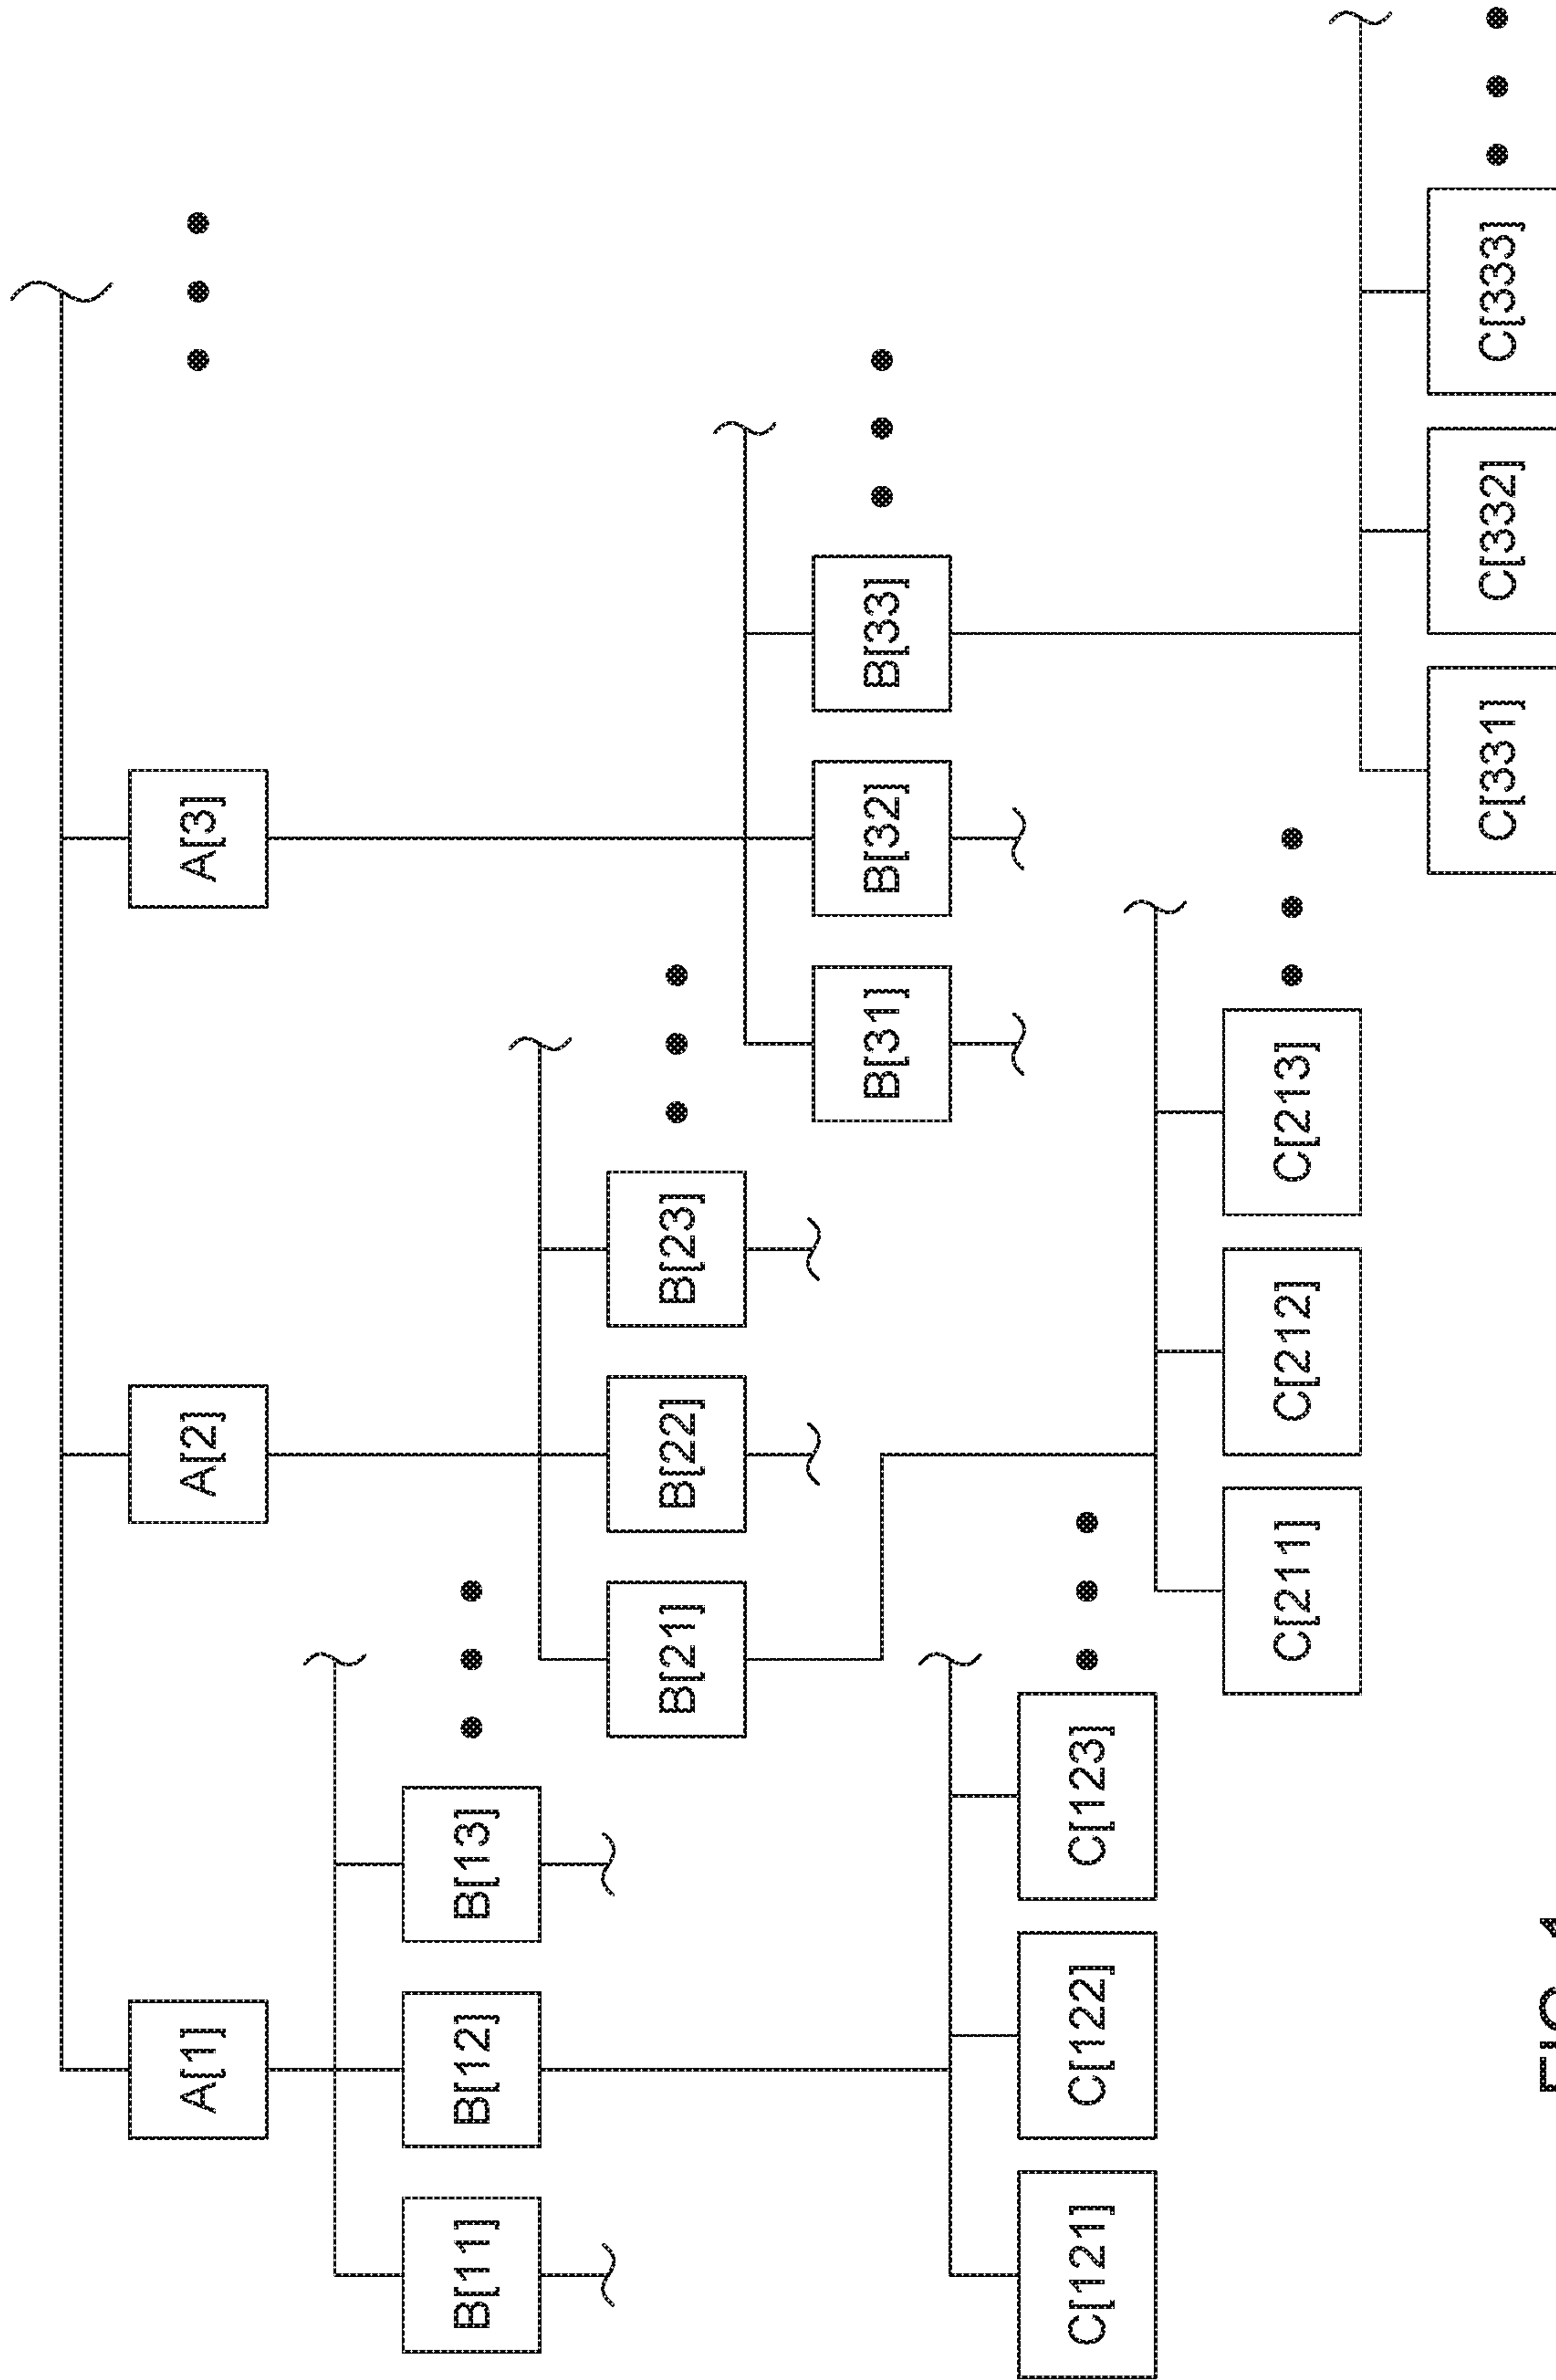 A[1] A[2] A[3]
B[11] B[12] B[13]
B[21] B[22] B[23]
B[31] B[32] B[33]
C[121] C[122] C[123]
C[211] C[212] C[213]
C[331] C[332] C[333]
FIG.